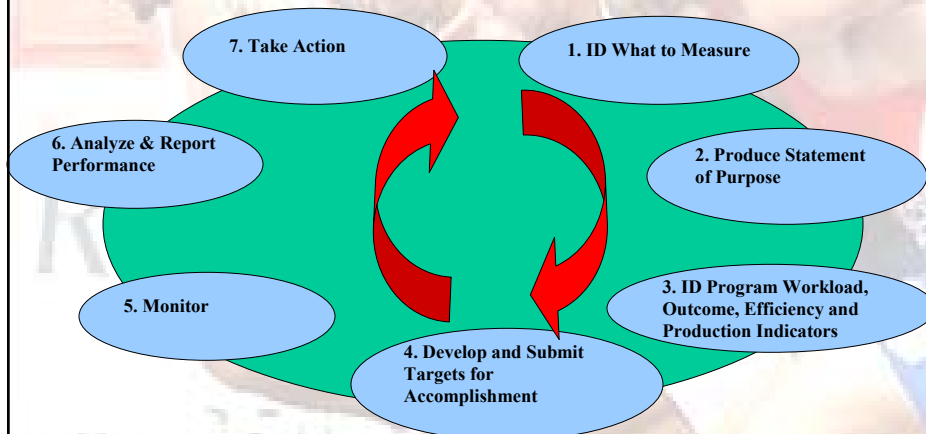 1. ID What to Measure
2. Produce Statement
of Purpose
3. ID Program Workload,
Outcome, Efficiency and
Production Indicators
4. Develop and Submit
Targets for
Accomplishment
5. Monitor
6. Analyze & Report
Performance
7. Take Action